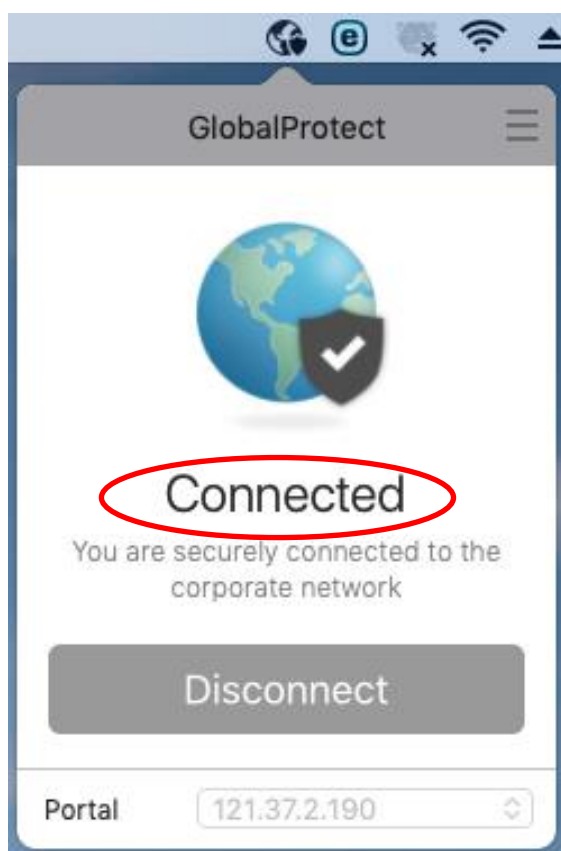 GlobalProtect
Connected
You are securely connected to the
corporate network
Disconnect
Portal 121.37.2.190